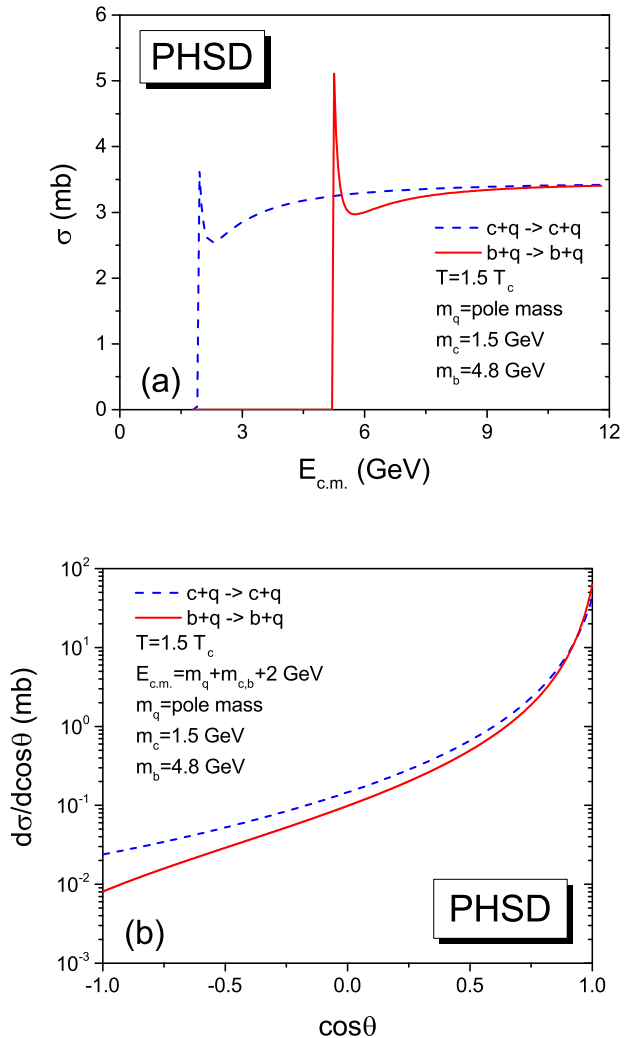 PHSD
6
5
4
3
2
1
0
σ (mb)
c+q -> c+q
b+q -> b+q
T=1.5 T_c
m_q=pole mass
m_c=1.5 GeV
m_b=4.8 GeV
(a)
0 3 6 9 12
E_c.m. (GeV)
10^2
10^1
10^0
10^-1
10^-2
10^-3
dσ/dcosθ (mb)
c+q -> c+q
b+q -> b+q
T=1.5 T_c
E_c.m.=m_q+m_c,b+2 GeV
m_q=pole mass
m_c=1.5 GeV
m_b=4.8 GeV
PHSD
(b)
-1.0 -0.5 0.0 0.5 1.0
cosθ